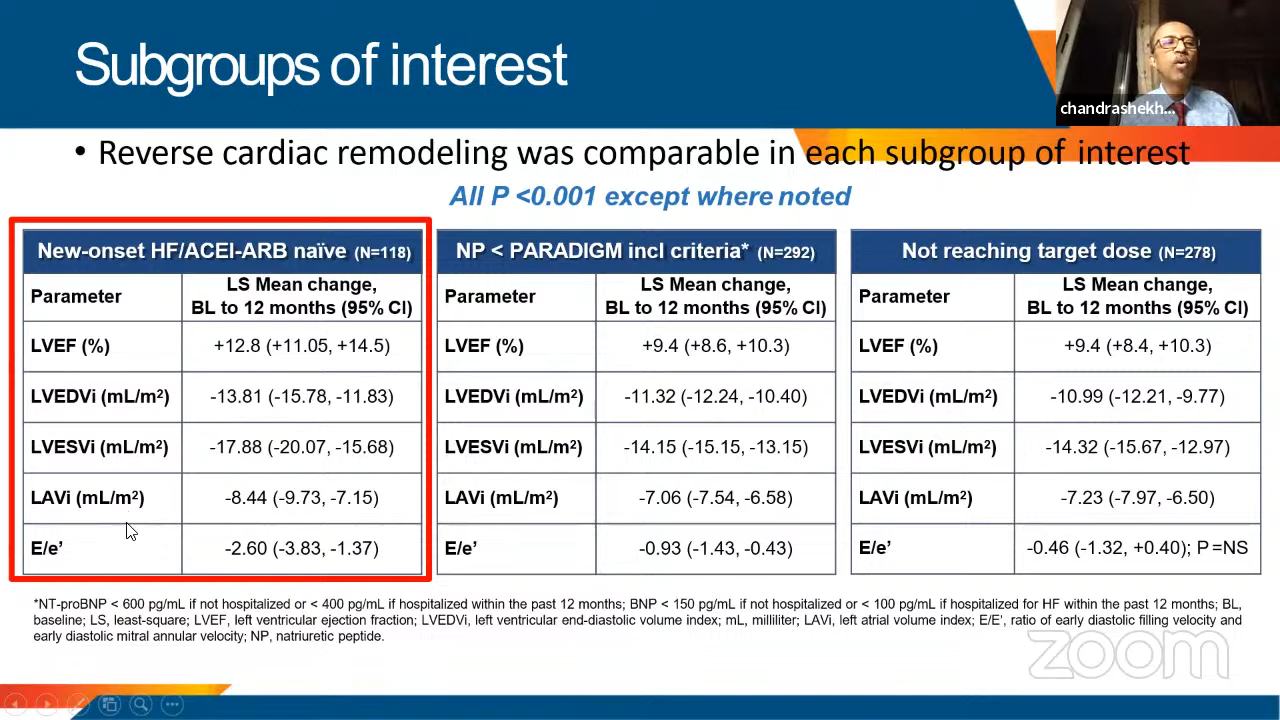 Subgroups of interest
chandrashekh...
• Reverse cardiac remodeling was comparable in each subgroup of interest
All P <0.001 except where noted
New-onset HF/ACEI-ARB naïve (N=118)
Parameter
LS Mean change,
BL to 12 months (95% CI)
LVEF (%)
+12.8 (+11.05, +14.5)
LVEDVi (mL/m²)
-13.81 (-15.78, -11.83)
LVESVi (mL/m²)
-17.88 (-20.07, -15.68)
LAVi (mL/m²)
-8.44 (-9.73, -7.15)
E/e’
-2.60 (-3.83, -1.37)
NP < PARADIGM incl criteria* (N=292)
Parameter
LS Mean change,
BL to 12 months (95% CI)
LVEF (%)
+9.4 (+8.6, +10.3)
LVEDVi (mL/m²)
-11.32 (-12.24, -10.40)
LVESVi (mL/m²)
-14.15 (-15.15, -13.15)
LAVi (mL/m²)
-7.06 (-7.54, -6.58)
E/e’
-0.93 (-1.43, -0.43)
Not reaching target dose (N=278)
Parameter
LS Mean change,
BL to 12 months (95% CI)
LVEF (%)
+9.4 (+8.4, +10.3)
LVEDVi (mL/m²)
-10.99 (-12.21, -9.77)
LVESVi (mL/m²)
-14.32 (-15.67, -12.97)
LAVi (mL/m²)
-7.23 (-7.97, -6.50)
E/e’
-0.46 (-1.32, +0.40); P =NS
*NT-proBNP < 600 pg/mL if not hospitalized or < 400 pg/mL if hospitalized within the past 12 months; BNP < 150 pg/mL if not hospitalized or < 100 pg/mL if hospitalized for HF within the past 12 months; BL,
baseline; LS, least-square; LVEF, left ventricular ejection fraction; LVEDVi, left ventricular end-diastolic volume index; mL, milliliter; LAVi, left atrial volume index; E/E’, ratio of early diastolic filling velocity and
early diastolic mitral annular velocity; NP, natriuretic peptide.
zoom